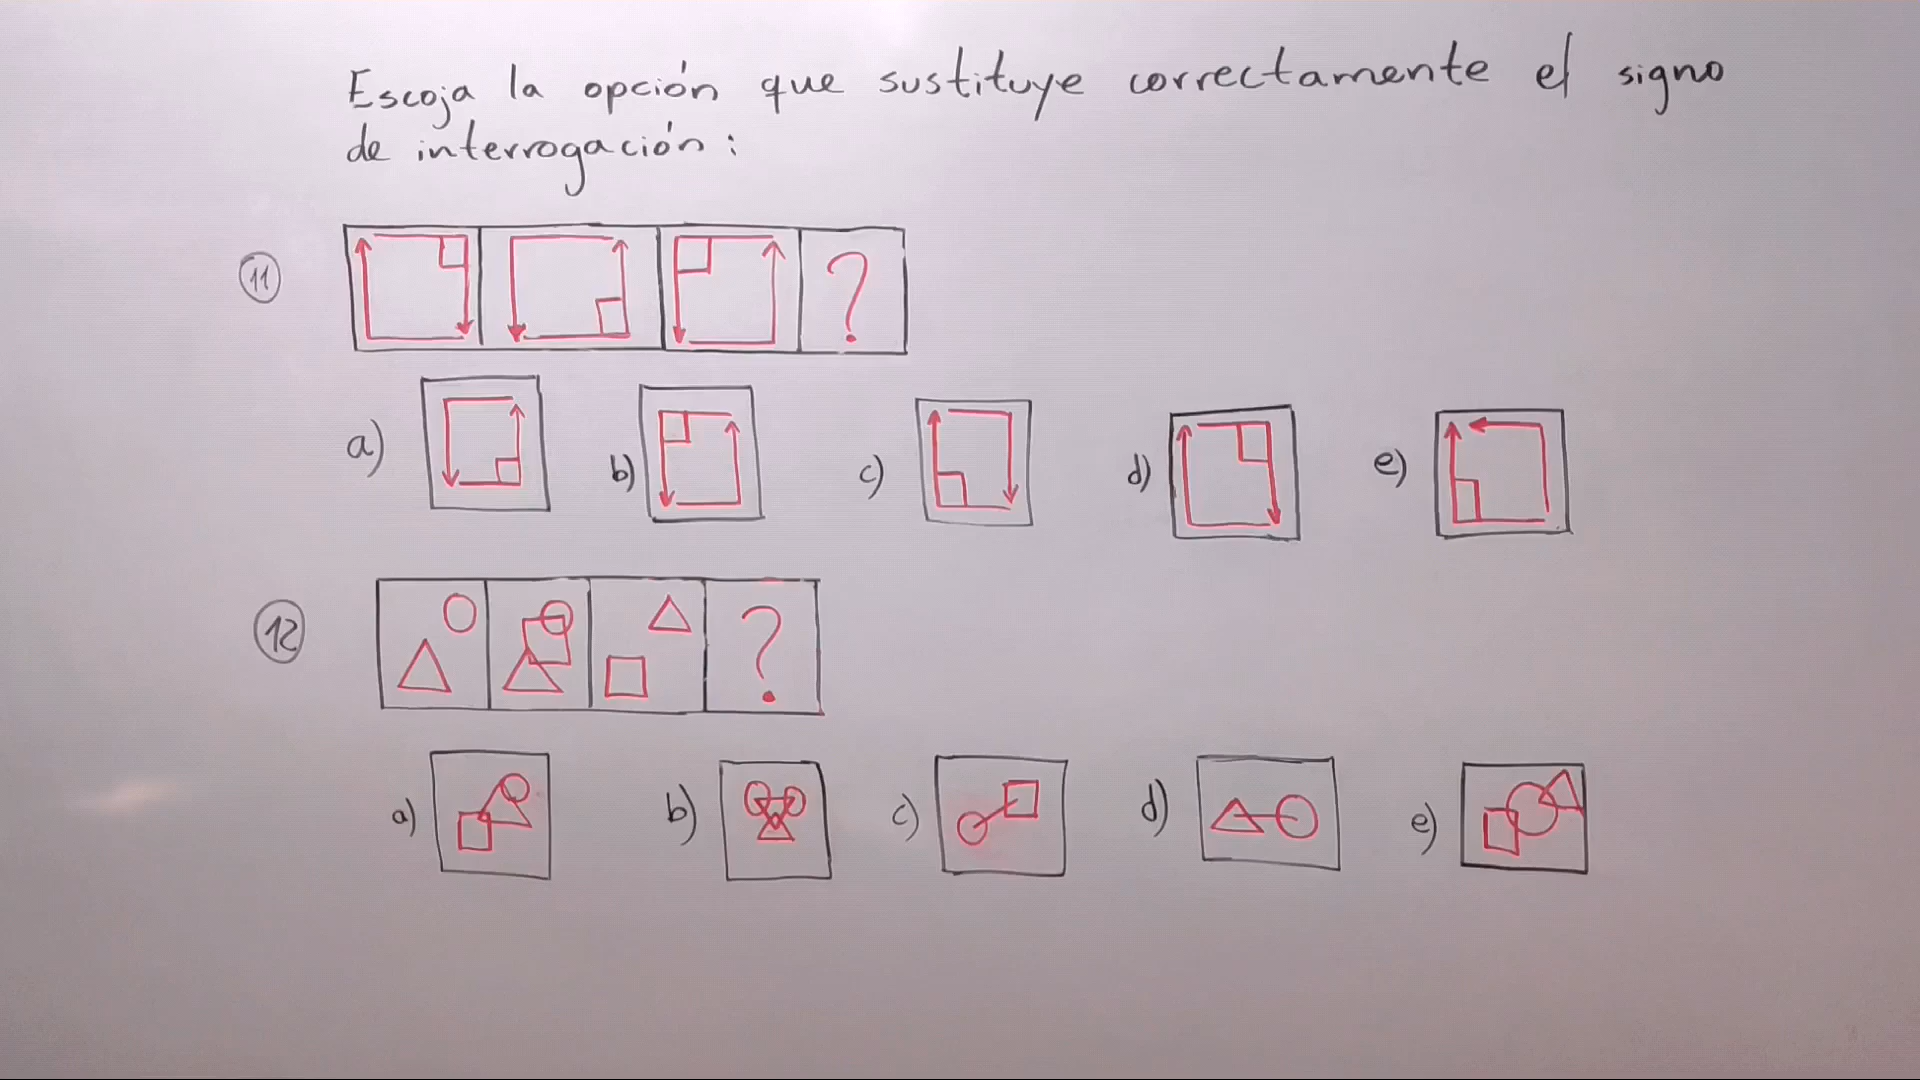 Escoja la opción que sustituye correctamente el signo
de interrogación:
11
?
a)
b)
c)
d)
e)
12
?
a)
b)
c)
d)
e)